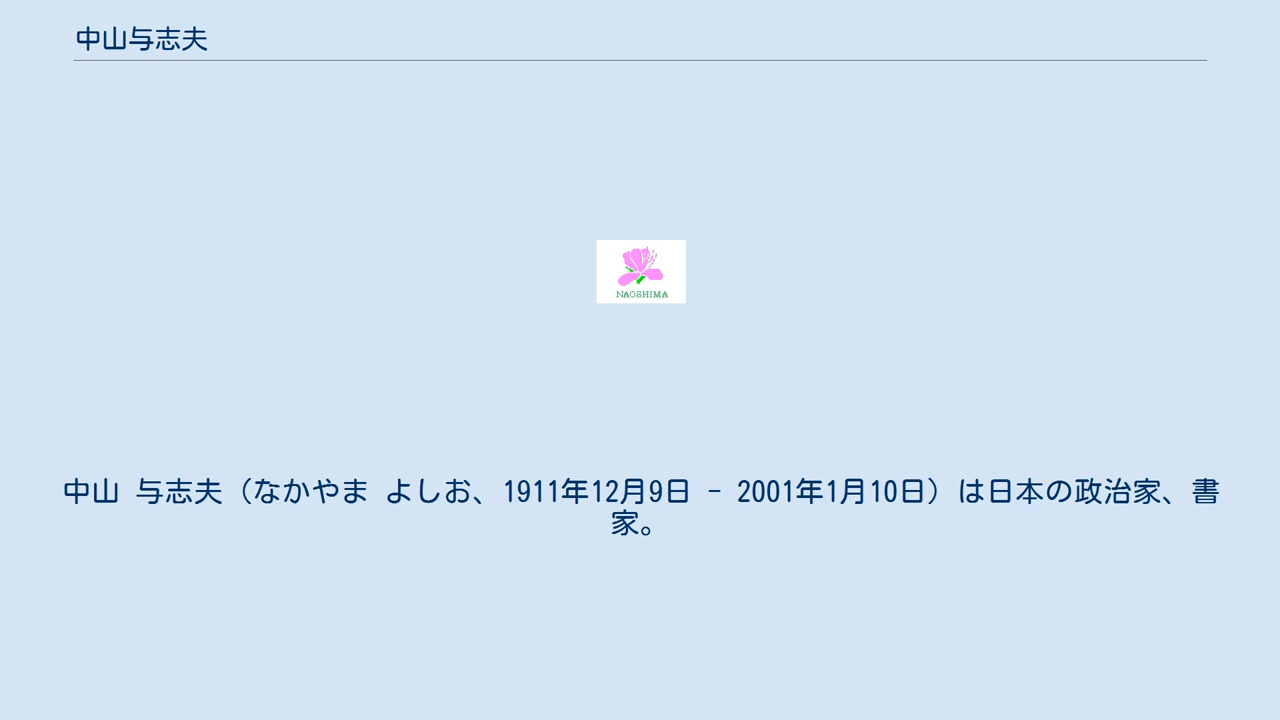 中山与志夫
NAOSHIMA
中山 与志夫（なかやま よしお、1911年12月9日 - 2001年1月10日）は日本の政治家、書
家。